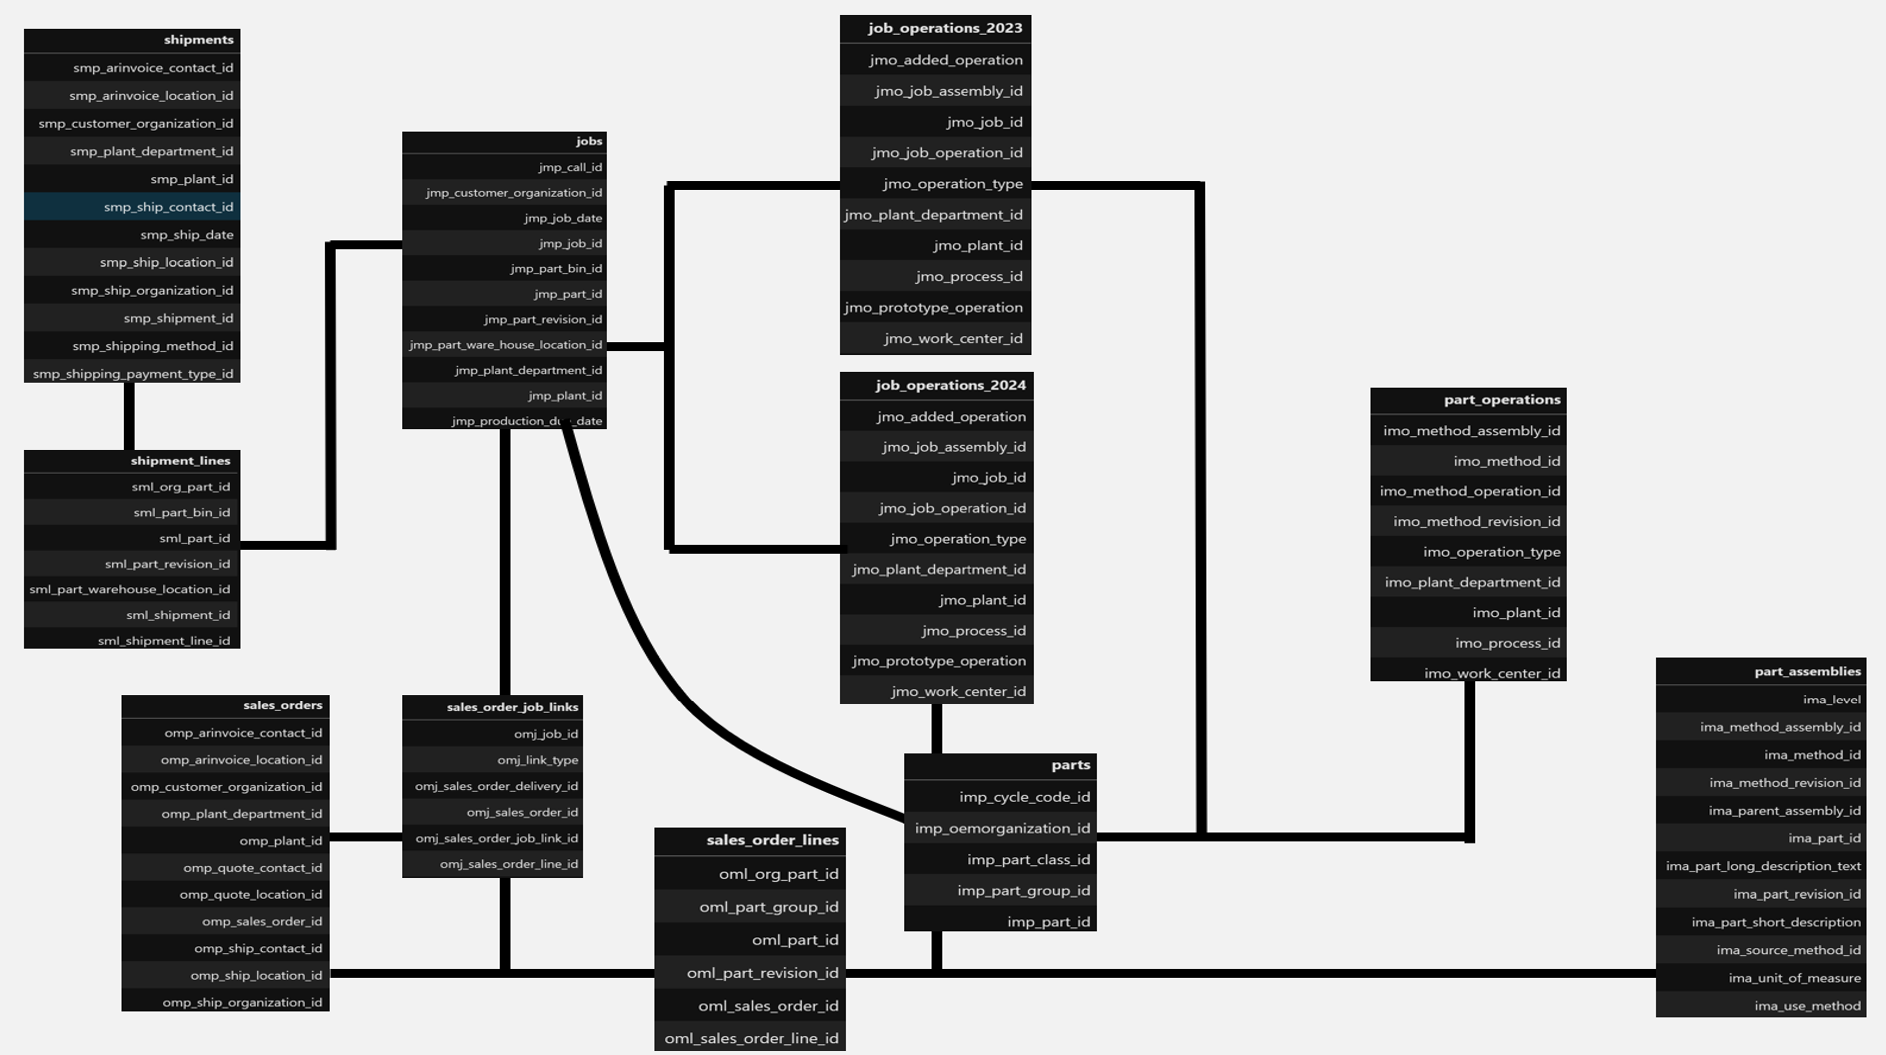 shipments
smp_arinvoice_contact_id
smp_arinvoice_location_id
smp_customer_organization_id
smp_plant_department_id
smp_plant_id
smp_ship_contact_id
smp_ship_date
smp_ship_location_id
smp_ship_organization_id
smp_shipment_id
smp_shipping_method_id
smp_shipping_payment_type_id
shipment_lines
sml_org_part_id
sml_part_bin_id
sml_part_id
sml_part_revision_id
sml_part_warehouse_location_id
sml_shipment_id
sml_shipment_line_id
jobs
jmp_call_id
jmp_customer_organization_id
jmp_job_date
jmp_job_id
jmp_part_bin_id
jmp_part_id
jmp_part_revision_id
jmp_part_ware_house_location_id
jmp_plant_department_id
jmp_plant_id
jmp_production_due_date
job_operations_2023
jmo_added_operation
jmo_job_assembly_id
jmo_job_id
jmo_job_operation_id
jmo_operation_type
jmo_plant_department_id
jmo_plant_id
jmo_process_id
jmo_prototype_operation
jmo_work_center_id
job_operations_2024
jmo_added_operation
jmo_job_assembly_id
jmo_job_id
jmo_job_operation_id
jmo_operation_type
jmo_plant_department_id
jmo_plant_id
jmo_process_id
jmo_prototype_operation
jmo_work_center_id
part_operations
imo_method_assembly_id
imo_method_id
imo_method_operation_id
imo_method_revision_id
imo_operation_type
imo_plant_department_id
imo_plant_id
imo_process_id
imo_work_center_id
part_assemblies
ima_level
ima_method_assembly_id
ima_method_id
ima_method_revision_id
ima_parent_assembly_id
ima_part_id
ima_part_long_description_text
ima_part_revision_id
ima_part_short_description
ima_source_method_id
ima_unit_of_measure
ima_use_method
sales_orders
omp_arinvoice_contact_id
omp_arinvoice_location_id
omp_customer_organization_id
omp_plant_department_id
omp_plant_id
omp_quote_contact_id
omp_quote_location_id
omp_sales_order_id
omp_ship_contact_id
omp_ship_location_id
omp_ship_organization_id
sales_order_job_links
omj_job_id
omj_link_type
omj_sales_order_delivery_id
omj_sales_order_id
omj_sales_order_job_link_id
omj_sales_order_line_id
sales_order_lines
oml_org_part_id
oml_part_group_id
oml_part_id
oml_part_revision_id
oml_sales_order_id
oml_sales_order_line_id
parts
imp_cycle_code_id
imp_oemorganization_id
imp_part_class_id
imp_part_group_id
imp_part_id